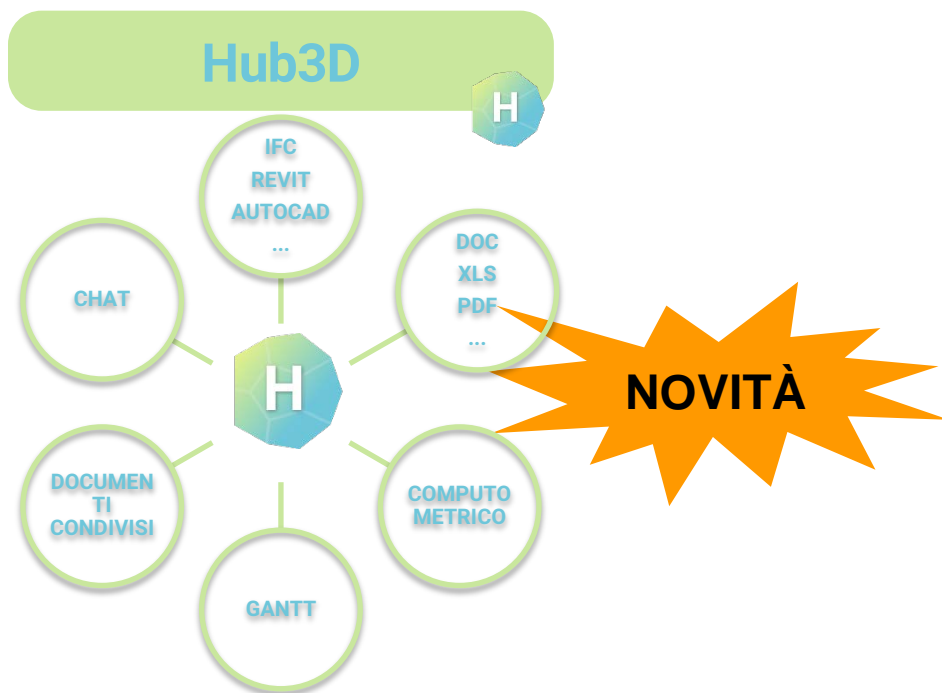 Hub3D
H
IFC
REVIT
AUTOCAD
...
DOC
XLS
PDF
...
CHAT
H
NOVITÀ
DOCUMEN
TI
CONDIVISI
COMPUTO
METRICO
GANTT